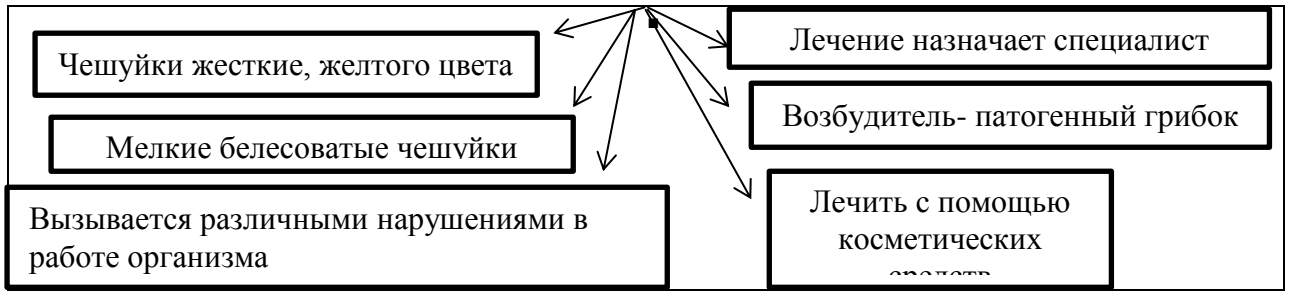 Чешуйки жесткие, желтого цвета
Мелкие белесоватые чешуйки
Вызывается различными нарушениями в
работе организма
Лечение назначает специалист
Возбудитель- патогенный грибок
Лечить с помощью
косметических
средств